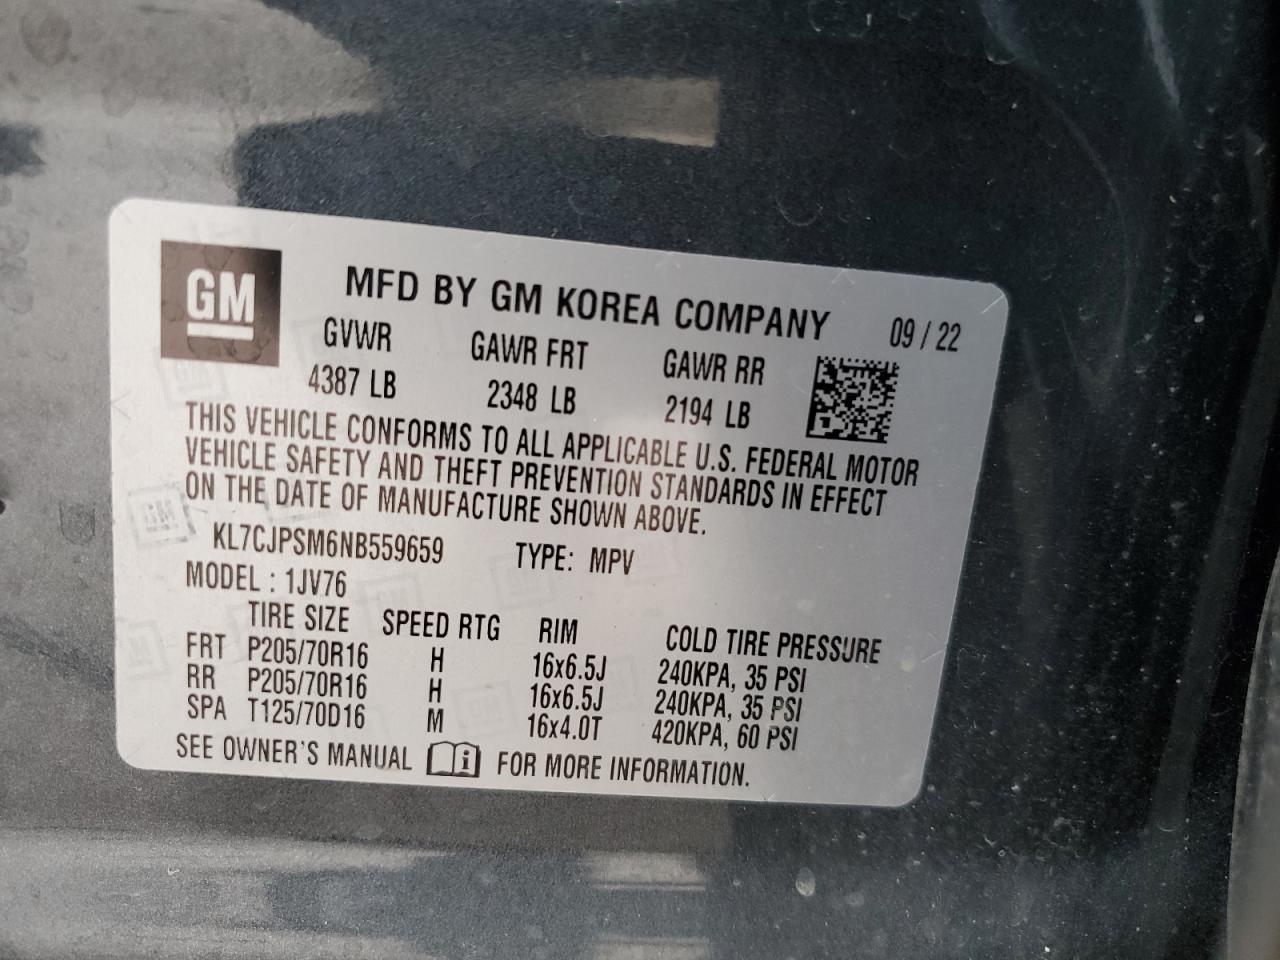 GM
MFD BY GM KOREA COMPANY 09 / 22
GVWR GAWR FRT GAWR RR
4387 LB 2348 LB 2194 LB
THIS VEHICLE CONFORMS TO ALL APPLICABLE U.S. FEDERAL MOTOR
VEHICLE SAFETY AND THEFT PREVENTION STANDARDS IN EFFECT
ON THE DATE OF MANUFACTURE SHOWN ABOVE.
KL7CJPSM6NB559659 TYPE: MPV
MODEL : 1JV76
TIRE SIZE SPEED RTG RIM COLD TIRE PRESSURE
FRT P205/70R16 H 16x6.5J 240KPA, 35 PSI
RR P205/70R16 H 16x6.5J 240KPA, 35 PSI
SPA T125/70D16 M 16x4.0T 420KPA, 60 PSI
SEE OWNER'S MANUAL i FOR MORE INFORMATION.